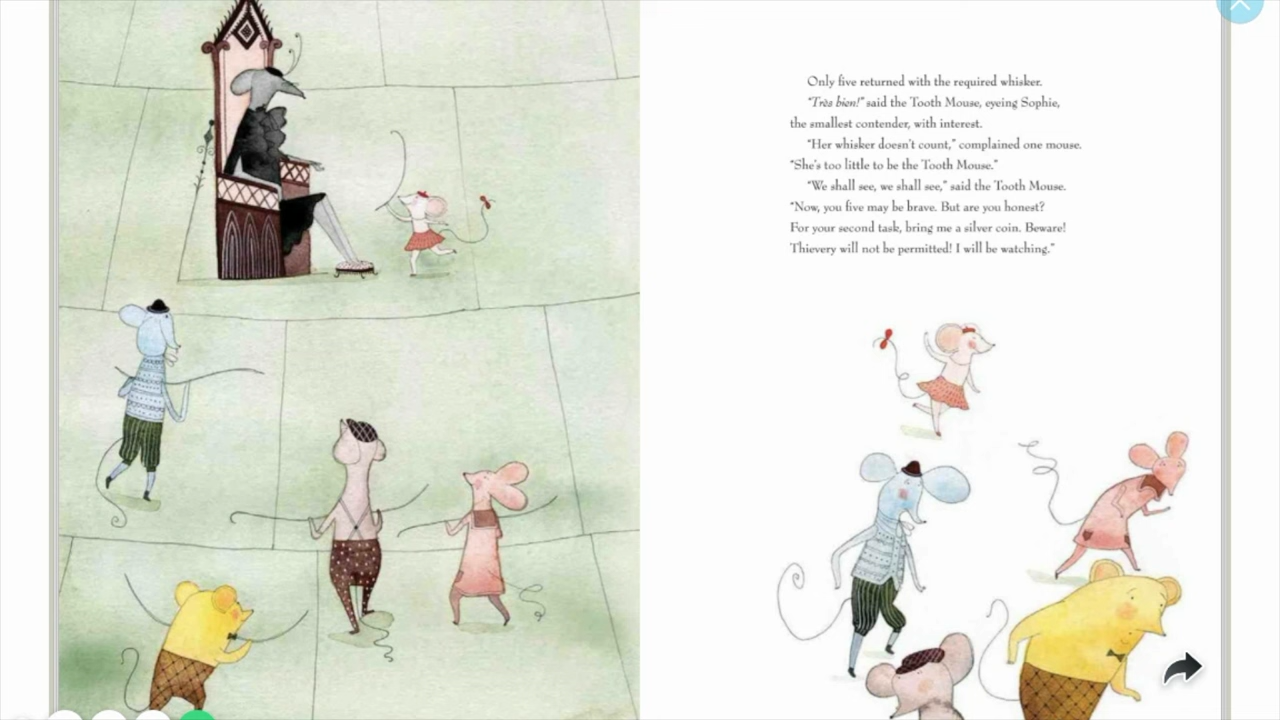 Only five returned with the required whisker.
"Très bien!" said the Tooth Mouse, eyeing Sophie,
the smallest contender, with interest.
"Her whisker doesn't count," complained one mouse.
"She's too little to be the Tooth Mouse."
"We shall see, we shall see," said the Tooth Mouse.
"Now, you five may be brave. But are you honest?
For your second task, bring me a silver coin. Beware!
Thievery will not be permitted! I will be watching."